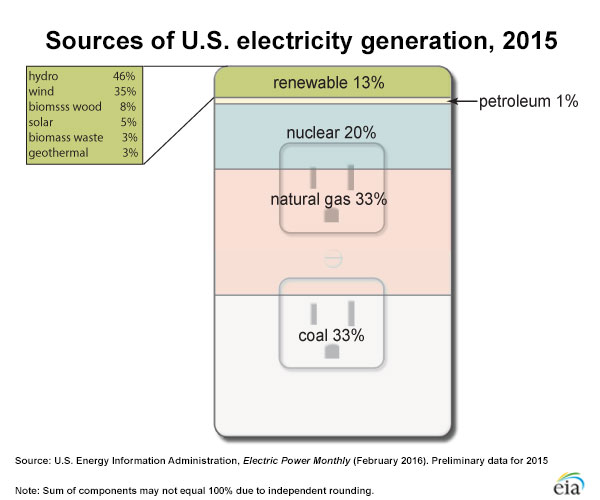 Sources of U.S. electricity generation, 2015
hydro 46%
wind 35%
biomsss wood 8%
solar 5%
biomass waste 3%
geothermal 3%
renewable 13%
petroleum 1%
nuclear 20%
natural gas 33%
coal 33%
Source: U.S. Energy Information Administration, Electric Power Monthly (February 2016). Preliminary data for 2015
Note: Sum of components may not equal 100% due to independent rounding.
eia